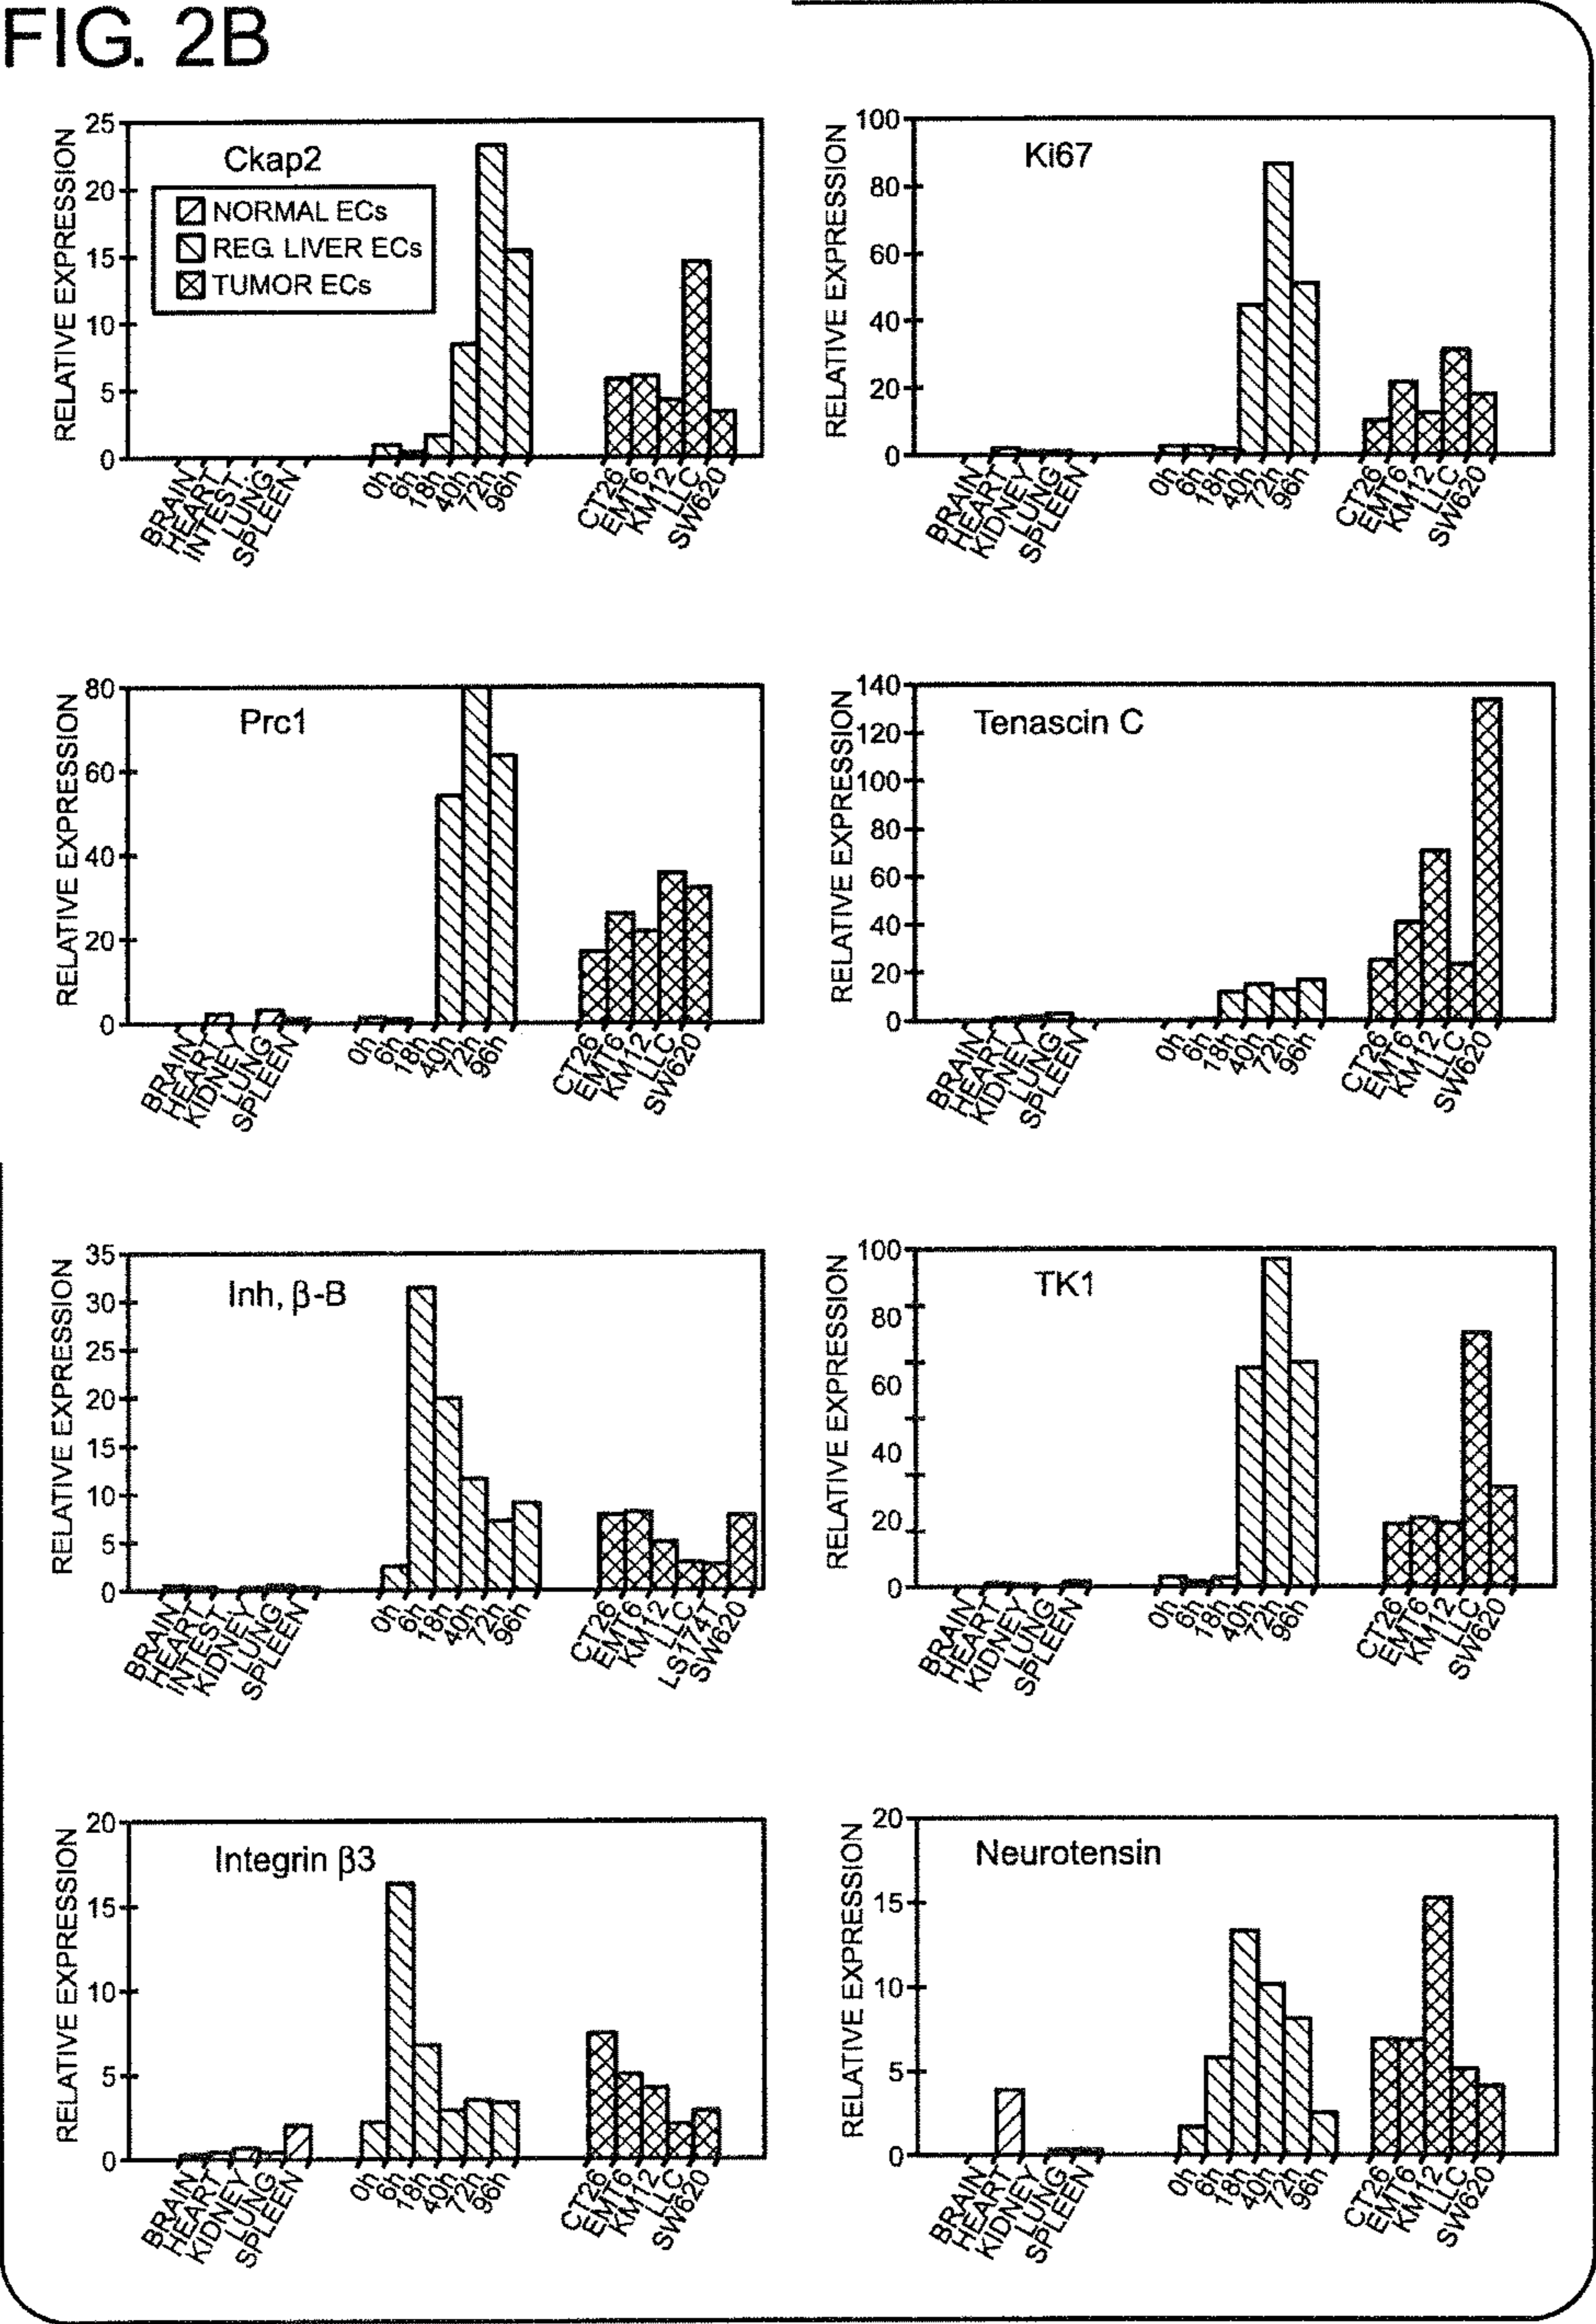 FIG. 2B
RELATIVE EXPRESSION
25
20
15
10
5
0
Ckap2
NORMAL ECs
REG. LIVER ECs
TUMOR ECs
BRAIN
HEART
INTEST.
LUNG
SPLEEN
0h
6h
18h
40h
72h
96h
CT26
EMT6
KM12
LLC
SW620
RELATIVE EXPRESSION
100
80
60
40
20
0
Ki67
BRAIN
HEART
KIDNEY
LUNG
SPLEEN
0h
6h
18h
40h
72h
96h
CT26
EMT6
KM12
LLC
SW620
RELATIVE EXPRESSION
80
60
40
20
0
Prc1
BRAIN
HEART
KIDNEY
LUNG
SPLEEN
0h
6h
18h
40h
72h
96h
CT26
EMT6
KM12
LLC
SW620
RELATIVE EXPRESSION
140
120
100
80
60
40
20
0
Tenascin C
BRAIN
HEART
KIDNEY
LUNG
SPLEEN
0h
6h
18h
40h
72h
96h
CT26
EMT6
KM12
LLC
SW620
RELATIVE EXPRESSION
35
30
25
20
15
10
5
0
Inh, β-B
BRAIN
HEART
INTEST.
KIDNEY
LUNG
SPLEEN
0h
6h
18h
40h
72h
96h
CT26
EMT6
KM12
LLC
LS174T
SW620
RELATIVE EXPRESSION
100
80
60
40
20
0
TK1
BRAIN
HEART
KIDNEY
LUNG
SPLEEN
0h
6h
18h
40h
72h
96h
CT26
EMT6
KM12
LLC
SW620
RELATIVE EXPRESSION
20
15
10
5
0
Integrin β3
BRAIN
HEART
KIDNEY
LUNG
SPLEEN
0h
6h
18h
40h
72h
96h
CT26
EMT6
KM12
LLC
SW620
RELATIVE EXPRESSION
20
15
10
5
0
Neurotensin
BRAIN
HEART
KIDNEY
LUNG
SPLEEN
0h
6h
18h
40h
72h
96h
CT26
EMT6
KM12
LLC
SW620